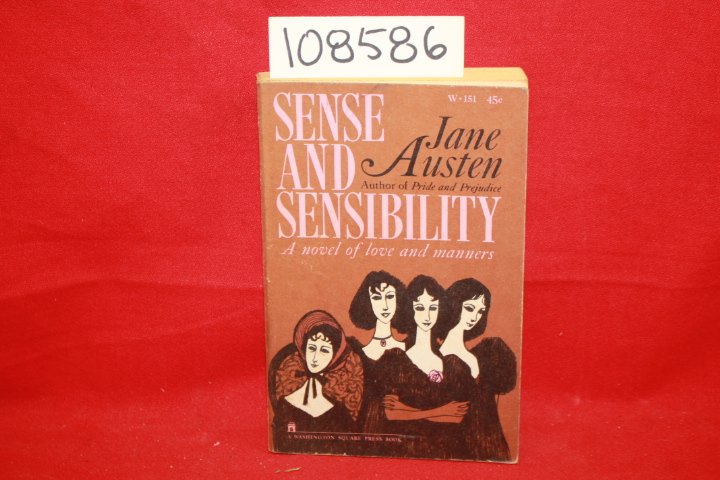 108586
W•151 45c
SENSE
AND
SENSIBILITY
Jane
Austen
Author of Pride and Prejudice
A novel of love and manners
A WASHINGTON SQUARE PRESS BOOK